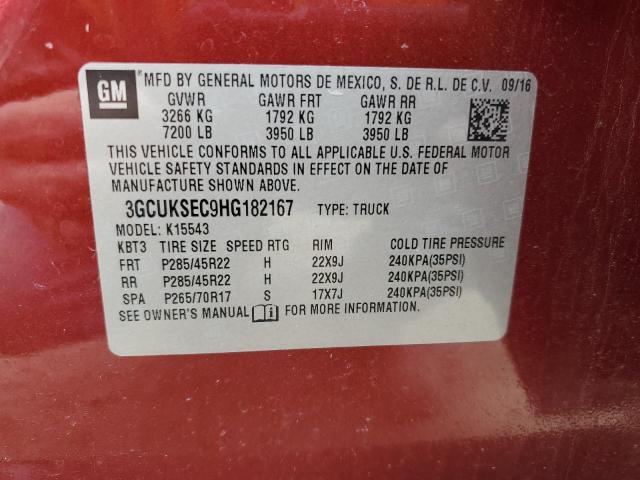 GM
MFD BY GENERAL MOTORS DE MEXICO, S. DE R.L. DE C.V. 09/16
GVWR GAWR FRT GAWR RR
3266 KG 1792 KG 1792 KG
7200 LB 3950 LB 3950 LB
THIS VEHICLE CONFORMS TO ALL APPLICABLE U.S. FEDERAL MOTOR
VEHICLE SAFETY STANDARDS IN EFFECT ON THE DATE OF
MANUFACTURE SHOWN ABOVE.
3GCUKSEC9HG182167 TYPE: TRUCK
MODEL: K15543
KBT3 TIRE SIZE SPEED RTG RIM COLD TIRE PRESSURE
FRT P285/45R22 H 22X9J 240KPA(35PSI)
RR P285/45R22 H 22X9J 240KPA(35PSI)
SPA P265/70R17 S 17X7J 240KPA(35PSI)
SEE OWNER'S MANUAL i FOR MORE INFORMATION.